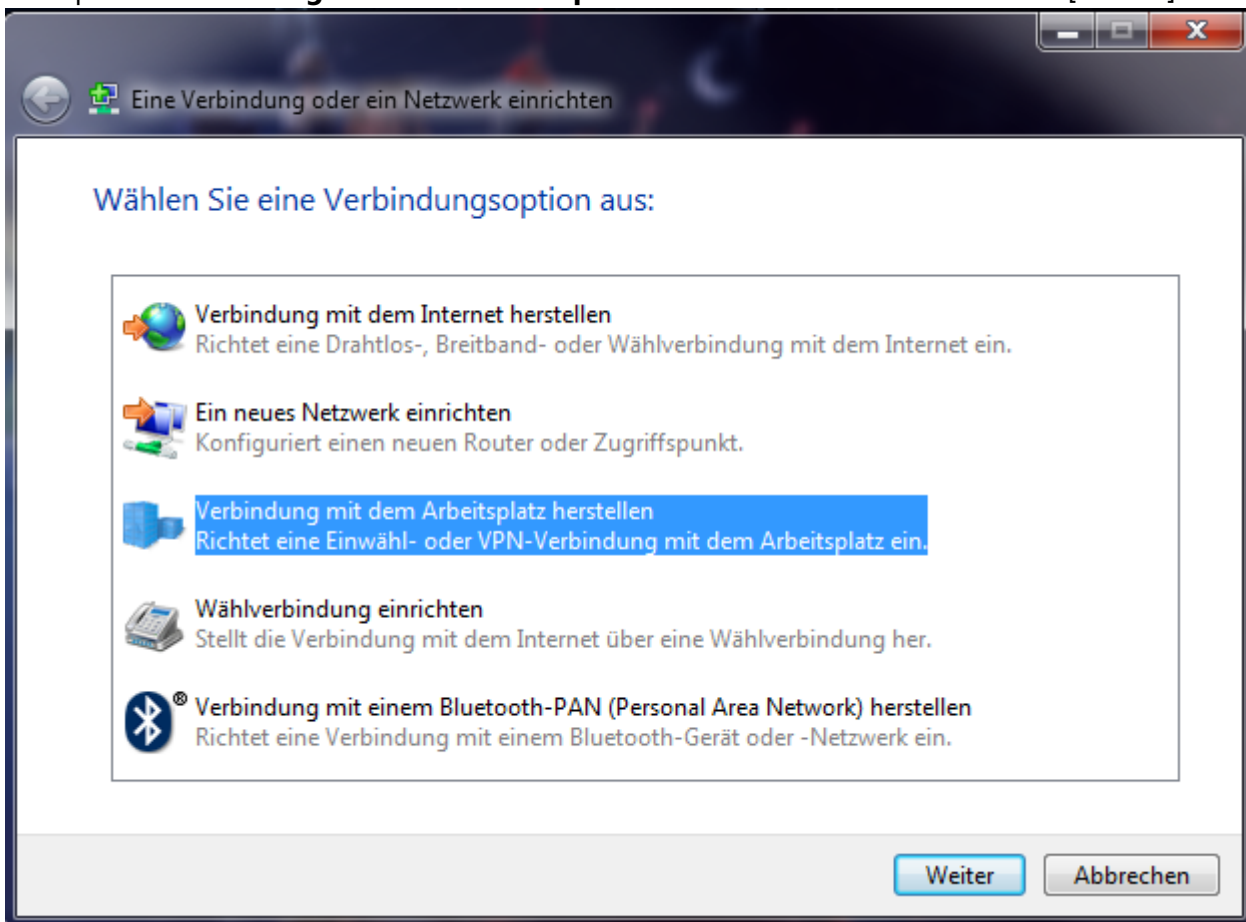 Eine Verbindung oder ein Netzwerk einrichten
Wählen Sie eine Verbindungsoption aus:
Verbindung mit dem Internet herstellen
Richtet eine Drahtlos-, Breitband- oder Wählverbindung mit dem Internet ein.
Ein neues Netzwerk einrichten
Konfiguriert einen neuen Router oder Zugriffspunkt.
Verbindung mit dem Arbeitsplatz herstellen
Richtet eine Einwähl- oder VPN-Verbindung mit dem Arbeitsplatz ein.
Wählverbindung einrichten
Stellt die Verbindung mit dem Internet über eine Wählverbindung her.
® Verbindung mit einem Bluetooth-PAN (Personal Area Network) herstellen
Richtet eine Verbindung mit einem Bluetooth-Gerät oder -Netzwerk ein.
Weiter Abbrechen